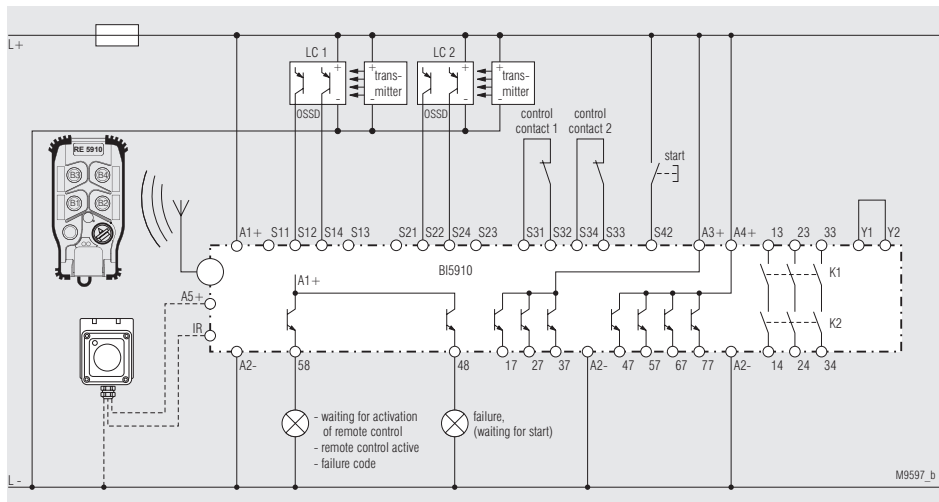 L+
LC 1
LC 2
+
-
trans-
mitter
+
-
+
-
trans-
mitter
+
-
OSSD
OSSD
control
contact 1
control
contact 2
start
RE 5910
B3
B4
B1
B2
A1+
S11
S12
S14
S13
S21
S22
S24
S23
S31
S32
S34
S33
S42
A3+
A4+
13
23
33
Y1
Y2
BI5910
A1+
K1
K2
A5+
IR
A2-
58
48
17
27
37
A2-
47
57
67
77
A2-
14
24
34
- waiting for activation
of remote control
- remote control active
- failure code
failure,
(waiting for start)
L -
M9597_b